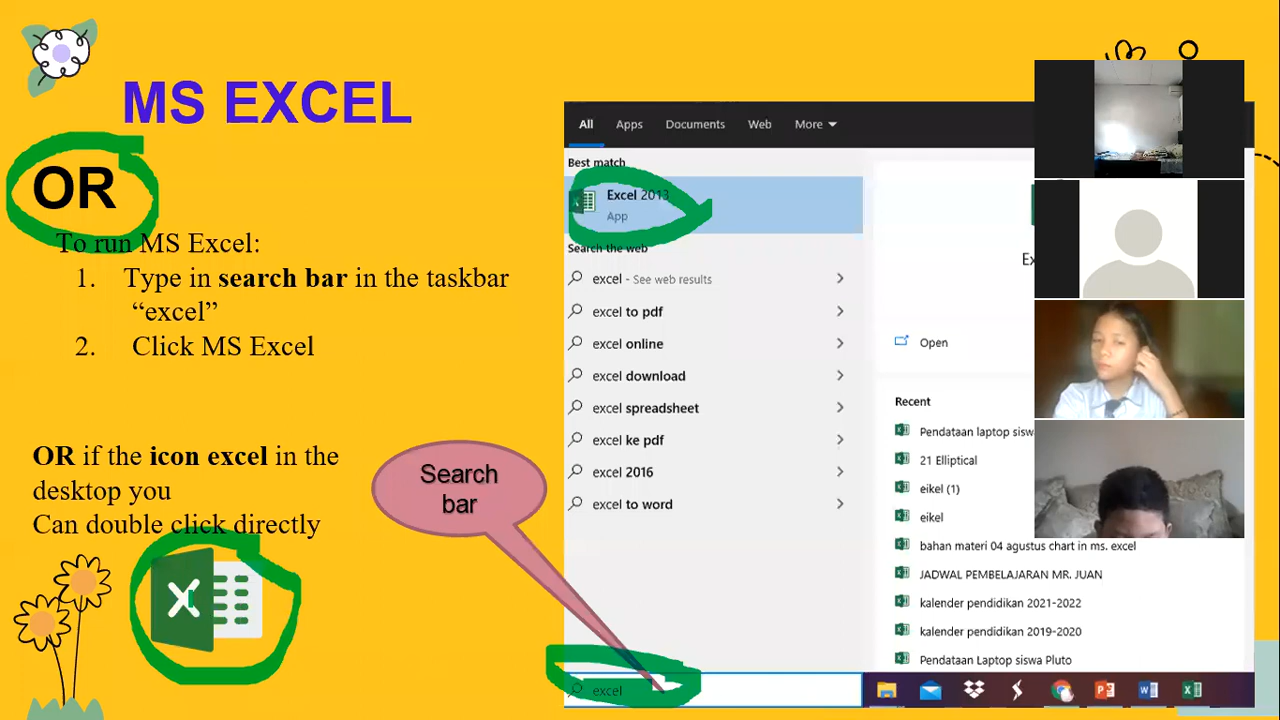 MS EXCEL
OR
To run MS Excel:
1. Type in search bar in the taskbar
“excel”
2. Click MS Excel
OR if the icon excel in the
desktop you
Can double click directly
Search
bar
All Apps Documents Web More
Best match
Excel 2013
App
Search the web
excel - See web results
excel to pdf
excel online
excel download
excel spreadsheet
excel ke pdf
excel 2016
excel to word
excel
Ex
Open
Recent
Pendataan laptop sisw
21 Elliptical
eikel (1)
eikel
bahan materi 04 agustus chart in ms. excel
JADWAL PEMBELAJARAN MR. JUAN
kalender pendidikan 2021-2022
kalender pendidikan 2019-2020
Pendataan Laptop siswa Pluto